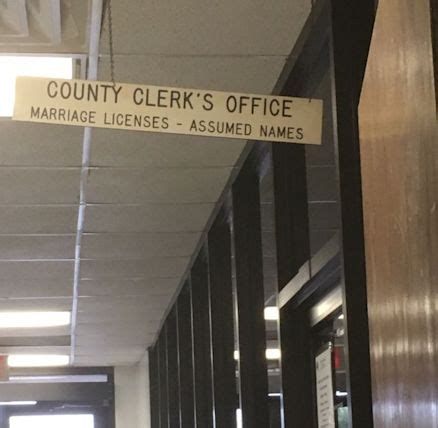 COUNTY CLERK'S OFFICE
MARRIAGE LICENSES - ASSUMED NAMES